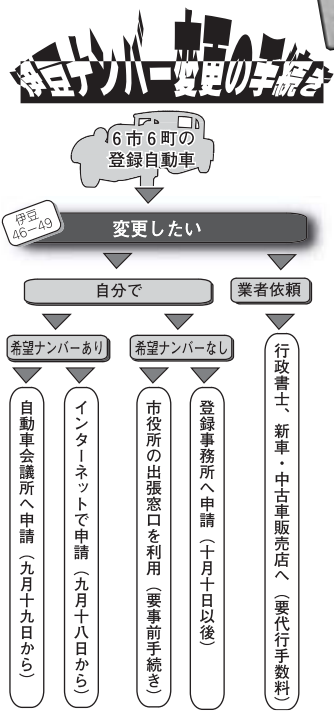 伊豆ナンバー変更の手続き
6市6町の
登録自動車
伊豆
46-49
変更したい
自分で
業者依頼
希望ナンバーあり
希望ナンバーなし
自動車会議所へ申請（九月十九日から）
インターネットで申請（九月十八日から）
市役所の出張窓口を利用（要事前手続き）
登録事務所へ申請（十月十日以後）
行政書士、新車・中古車販売店へ（要代行手数料）